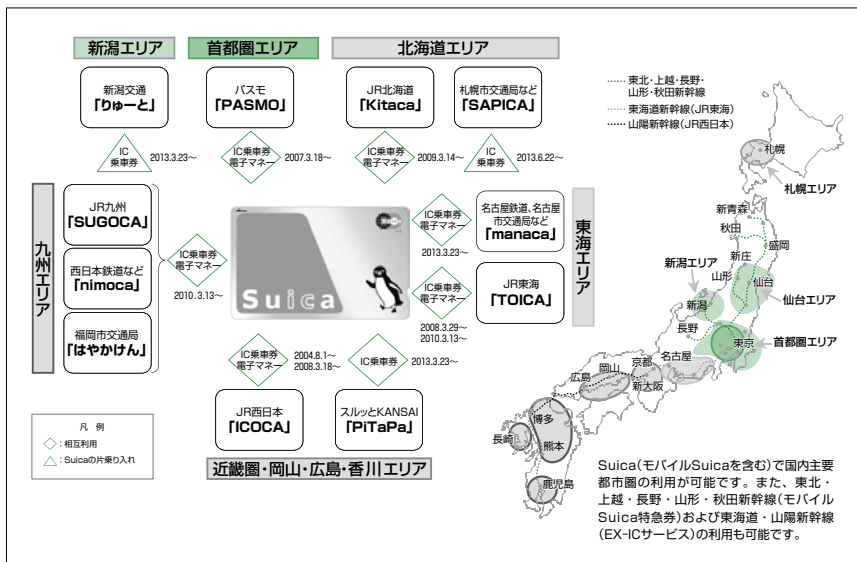 新潟エリア
首都圏エリア
北海道エリア
新潟交通
「りゅーと」
パスモ
「PASMO」
JR北海道
「Kitaca」
札幌市交通局など
「SAPICA」
IC
乗車券
2013.3.23〜
IC乗車券
電子マネー
2007.3.18〜
IC乗車券
電子マネー
2009.3.14〜
IC
乗車券
2013.6.22〜
九州エリア
JR九州
「SUGOCA」
西日本鉄道など
「nimoca」
福岡市交通局
「はやかけん」
IC乗車券
電子マネー
2010.3.13〜
Suica
IC乗車券
電子マネー
2013.3.23〜
名古屋鉄道、名古屋
市交通局など
「manaca」
IC乗車券
電子マネー
2008.3.29〜
2010.3.13〜
JR東海
「TOICA」
東海エリア
IC乗車券
電子マネー
2004.8.1〜
2008.3.18〜
IC乗車券
2013.3.23〜
JR西日本
「ICOCA」
スルッとKANSAI
「PiTaPa」
近畿圏・岡山・広島・香川エリア
凡 例
:相互利用
:Suicaの片乗り入れ
東北・上越・長野・
山形・秋田新幹線
東海道新幹線(JR東海)
山陽新幹線(JR西日本)
札幌
札幌エリア
新青森
秋田
盛岡
新庄
新潟エリア
山形
仙台
新潟
仙台エリア
長野
東京
首都圏エリア
名古屋
京都
岡山
広島
新大阪
博多
長崎
熊本
鹿児島
Suica(モバイルSuicaを含む)で国内主要
都市圏の利用が可能です。また、東北・
上越・長野・山形・秋田新幹線(モバイル
Suica特急券)および東海道・山陽新幹線
(EX-ICサービス)の利用も可能です。